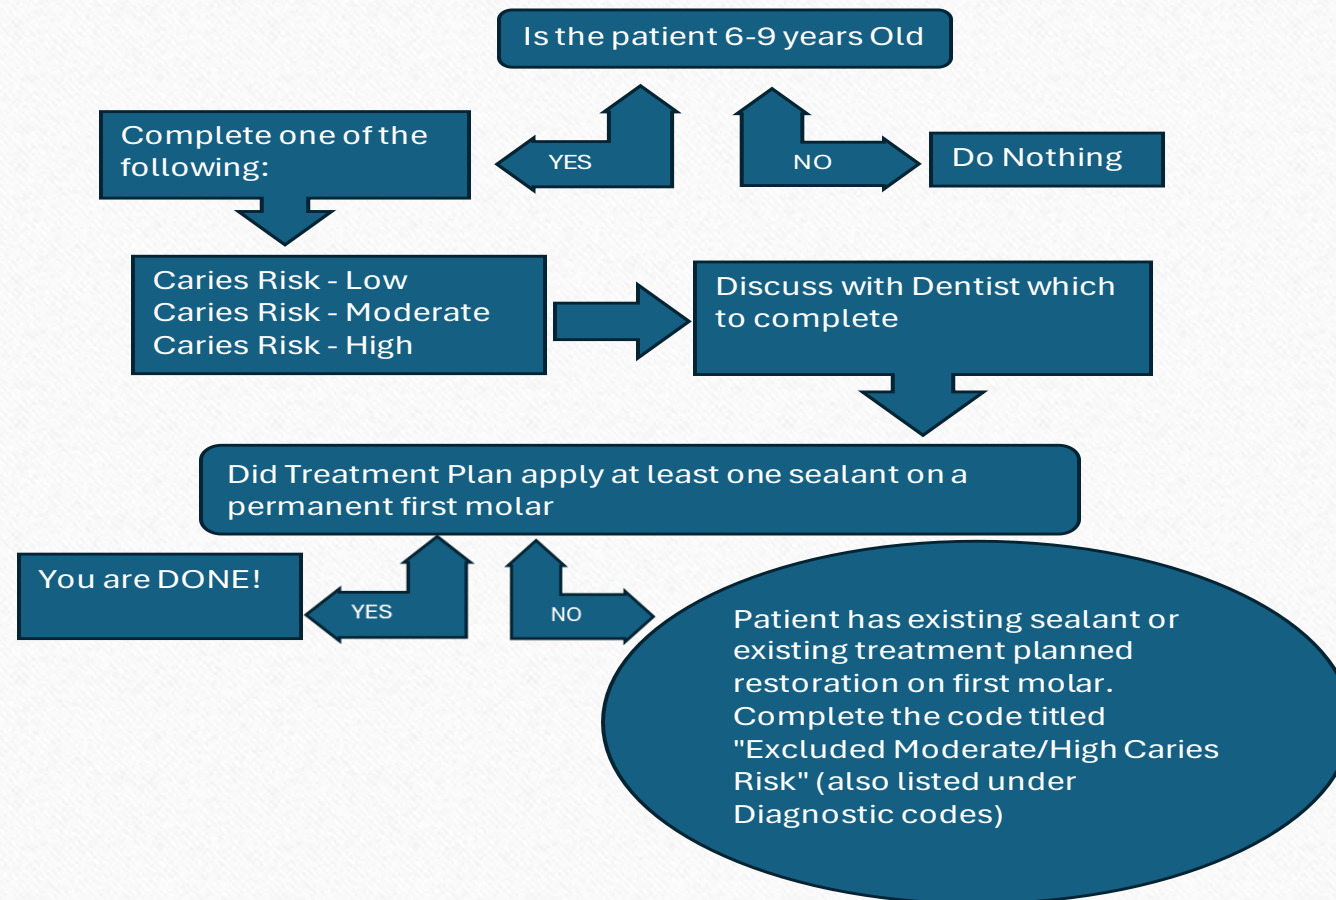 Is the patient 6-9 years Old
Complete one of the
following:
YES
NO
Do Nothing
Caries Risk - Low
Caries Risk - Moderate
Caries Risk - High
Discuss with Dentist which
to complete
Did Treatment Plan apply at least one sealant on a
permanent first molar
You are DONE!
YES
NO
Patient has existing sealant or
existing treatment planned
restoration on first molar.
Complete the code titled
"Excluded Moderate/High Caries
Risk" (also listed under
Diagnostic codes)